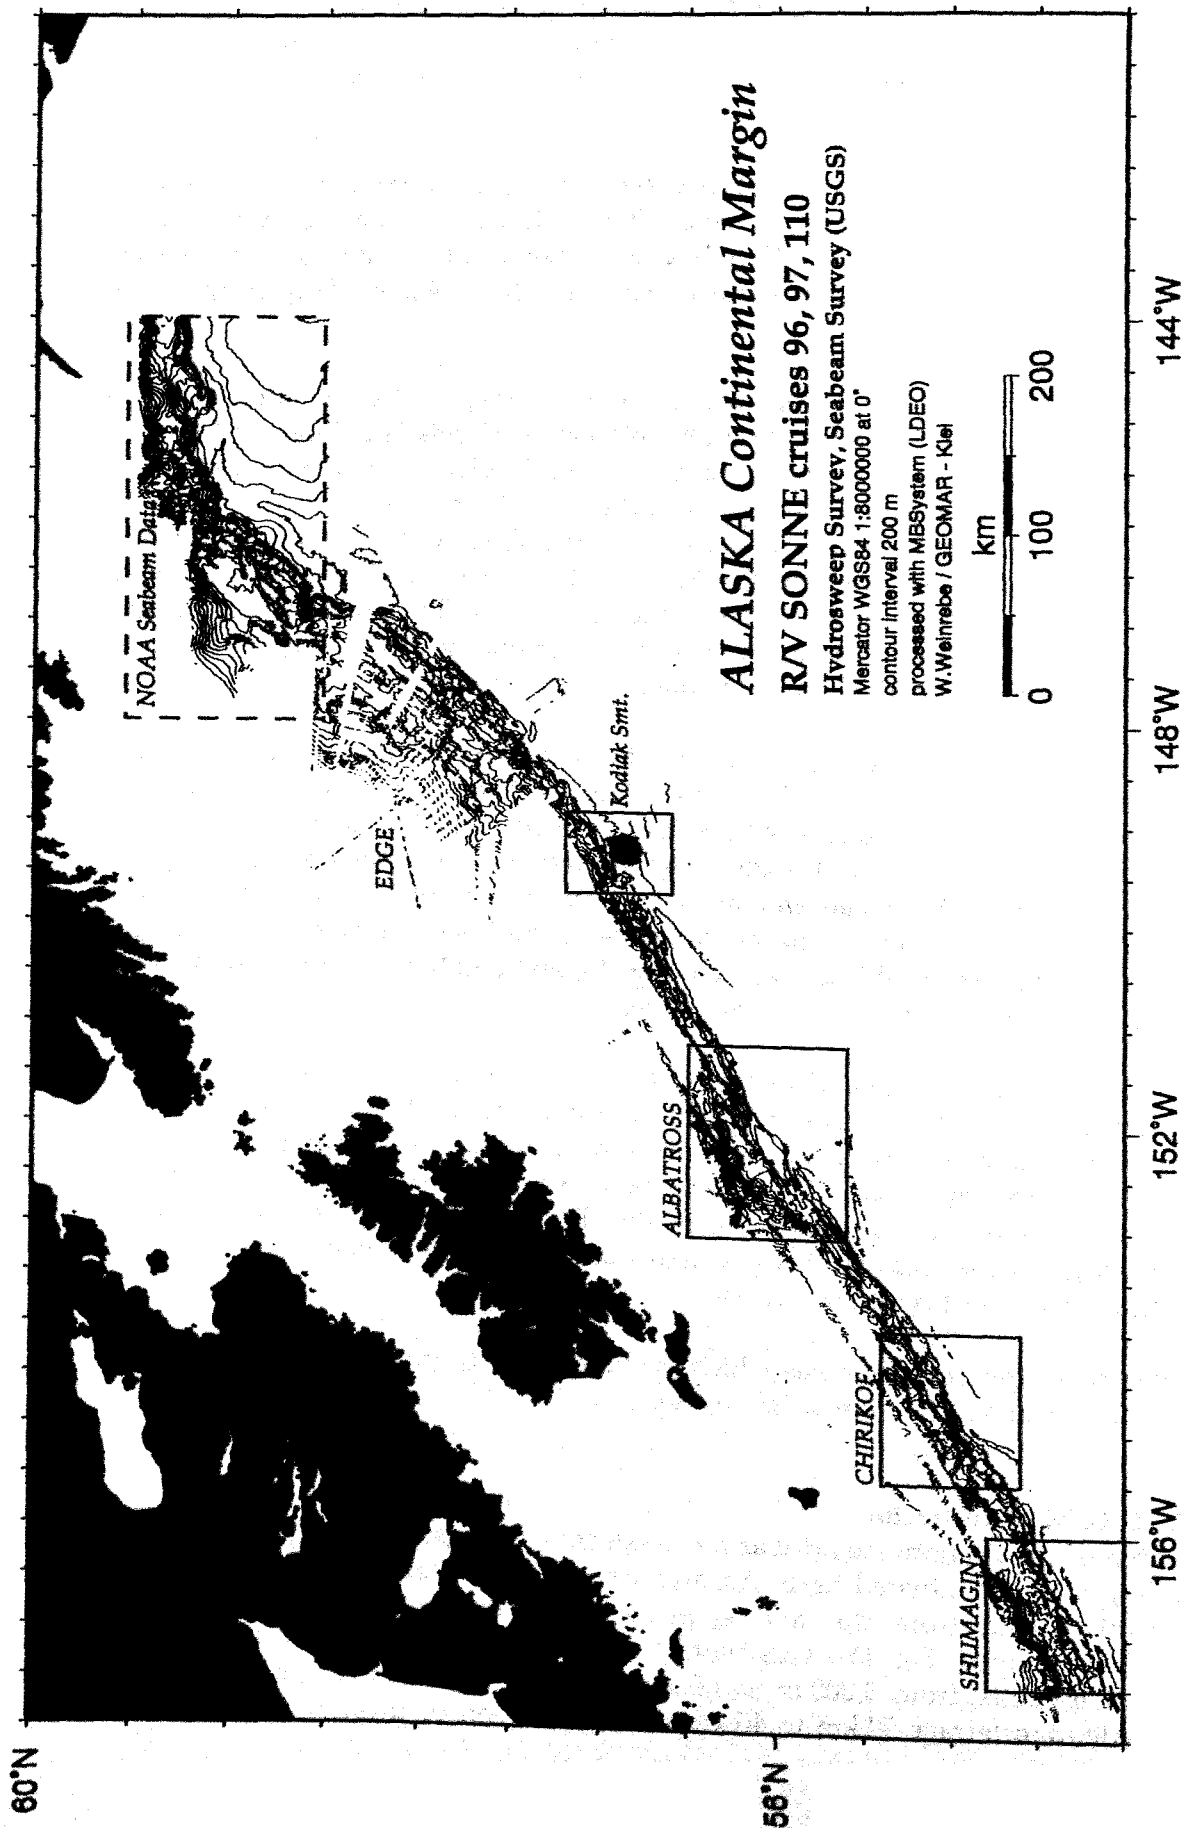 ALASKA Continental Margin
R/V SONNE cruises 96, 97, 110
Hydrosweep Survey, Seabeam Survey (USGS)
Mercator WGS84 1:8000000 at 0°
contour interval 200 m
processed with MBSystem (LDEO)
W.Weinrebe / GEOMAR - Kiel
km
0 100 200
NOAA Seabeam Data
EDGE
Kodiak Smt.
ALBATROSS
CHIRIKOF
SHUMAGIN
60°N
56°N
156°W
152°W
148°W
144°W